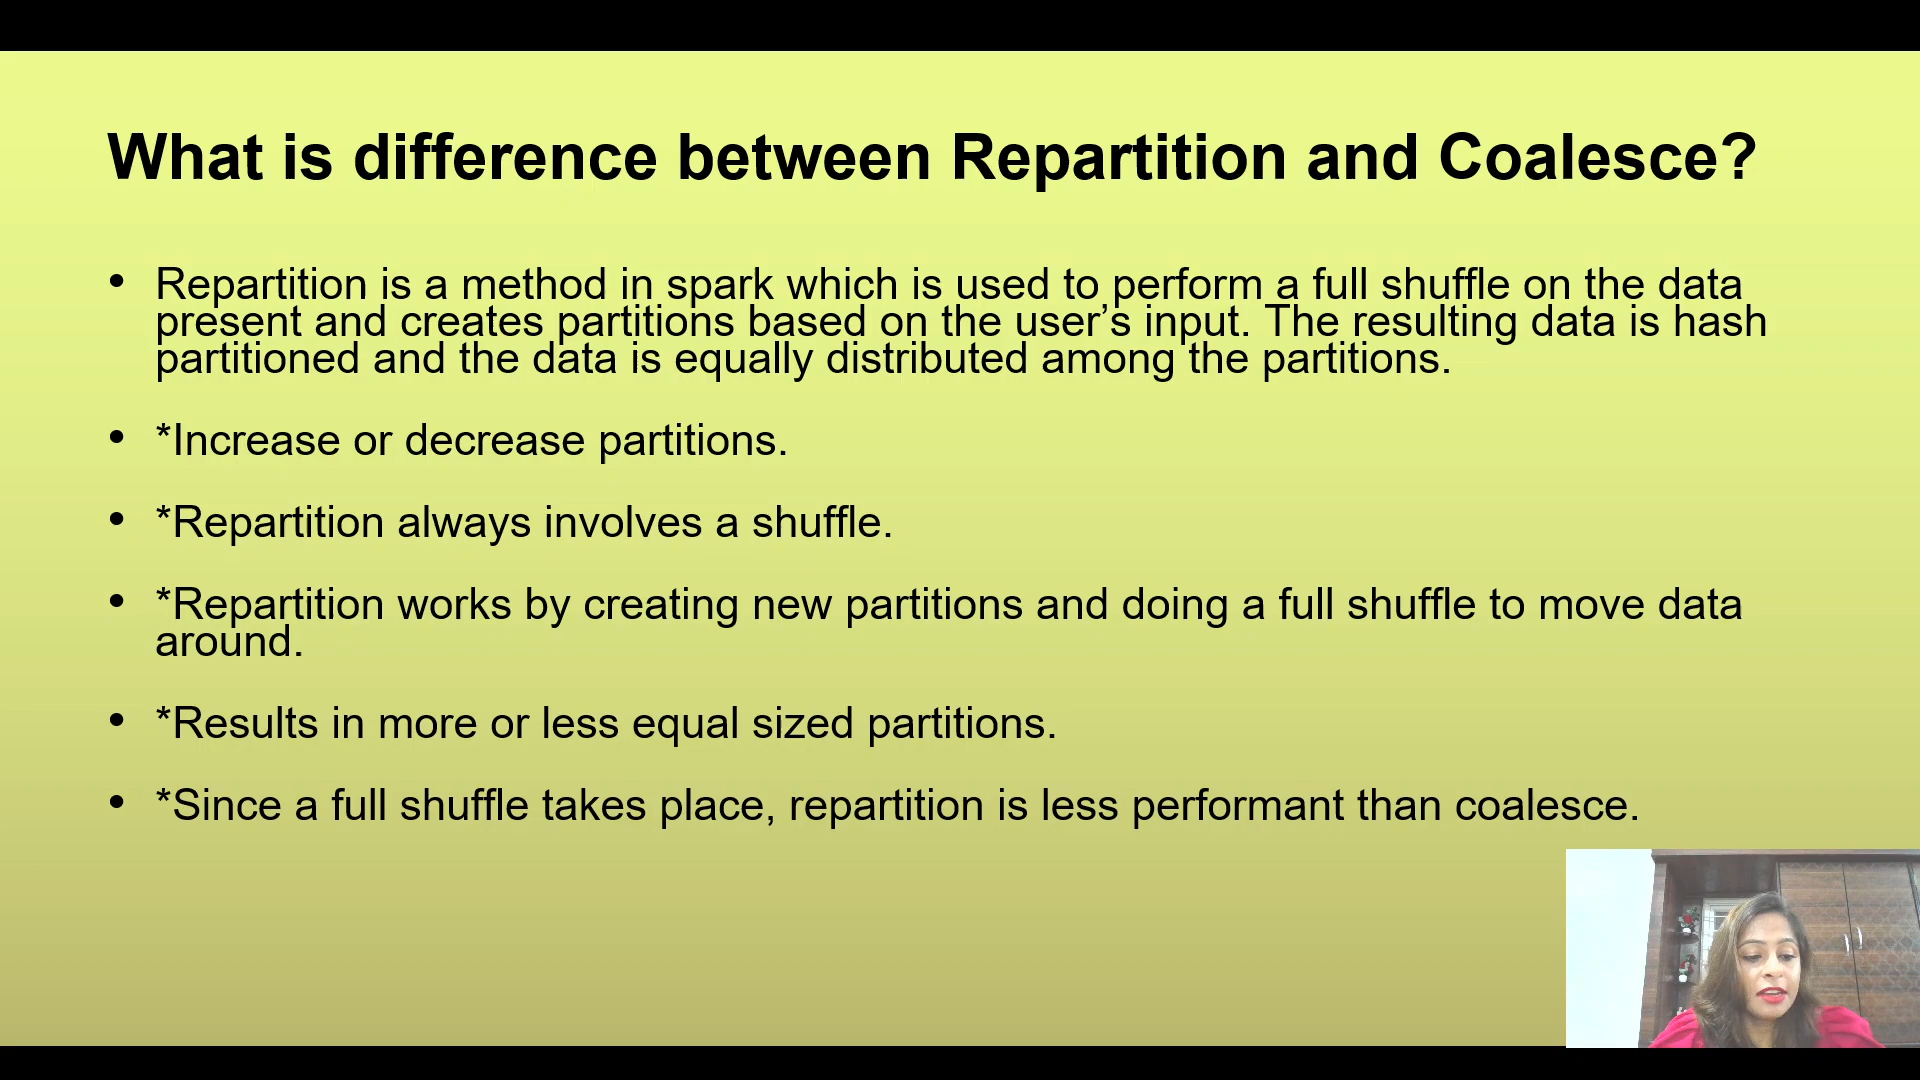 What is difference between Repartition and Coalesce?
• Repartition is a method in spark which is used to perform a full shuffle on the data
present and creates partitions based on the user’s input. The resulting data is hash
partitioned and the data is equally distributed among the partitions.
• *Increase or decrease partitions.
• *Repartition always involves a shuffle.
• *Repartition works by creating new partitions and doing a full shuffle to move data
around.
• *Results in more or less equal sized partitions.
• *Since a full shuffle takes place, repartition is less performant than coalesce.